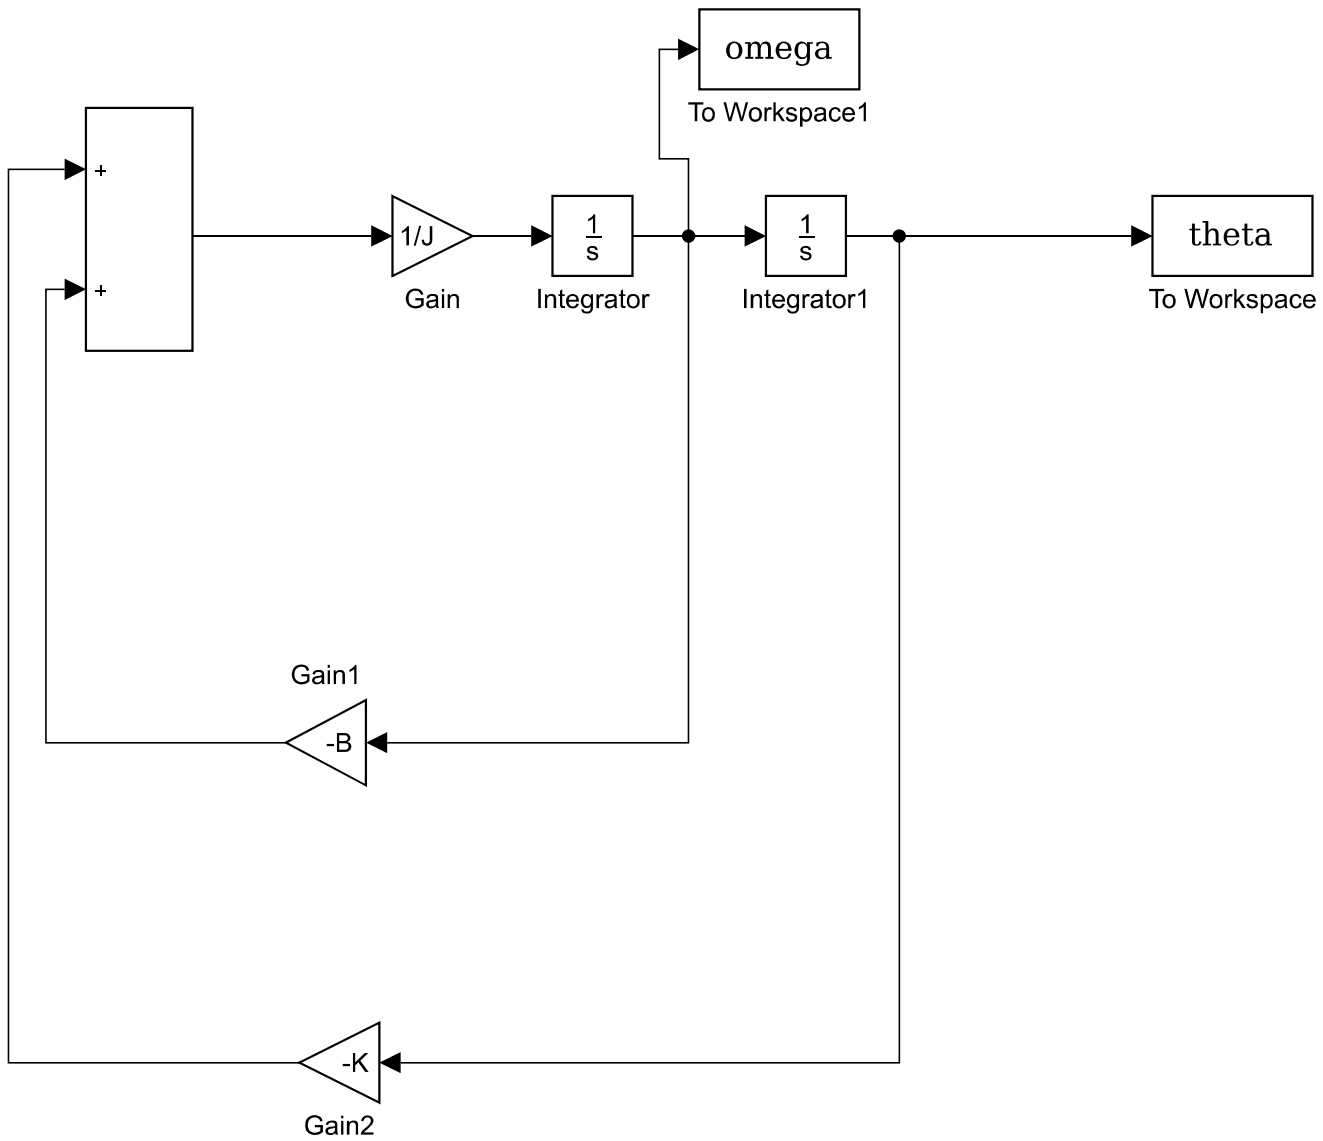 omega
To Workspace1
+
+
1/J
1
s
1
s
theta
Gain
Integrator
Integrator1
To Workspace
Gain1
-B
-K
Gain2